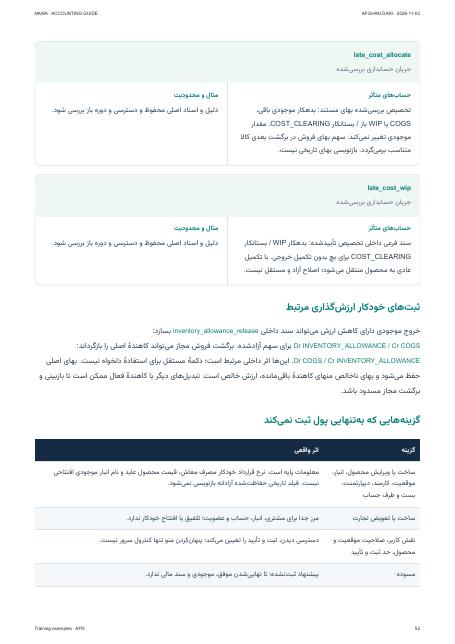 NAWA · ACCOUNTING GUIDE
AFGHAN DARI · 2026-11-02
late_cost_allocate
جریان حسابداری بررسی‌شده
حساب‌های متأثر
تخصیص بررسی‌شده بهای مستند: بدهکار موجودی باقی،
COGS یا WIP باز / بستانکار COST_CLEARING. مقدار
موجودی تغییر نمی‌کند. سهم بهای فروش در برگشت بعدی کالا
متناسب برمی‌گردد. بازنویسی بهای تاریخی نیست.
مثال و محدودیت
دلیل و اسناد اصلی محفوظ و دسترسی و دوره باز بررسی شود.
late_cost_wip
جریان حسابداری بررسی‌شده
حساب‌های متأثر
سند فرعی داخلی تخصیص تأییدشده: بدهکار WIP / بستانکار
COST_CLEARING برای بچ بدون تکمیل خروجی. با تکمیل
عادی به محصول منتقل می‌شود؛ اصلاح آزاد و مستقل نیست.
مثال و محدودیت
دلیل و اسناد اصلی محفوظ و دسترسی و دوره باز بررسی شود.
ثبت‌های خودکار ارزش‌گذاری مرتبط
خروج موجودی دارای کاهش ارزش می‌تواند سند داخلی inventory_allowance_release بسازد:
Dr INVENTORY_ALLOWANCE / Cr COGS برای سهم آزادشده. برگشت فروش مجاز می‌تواند کاهندهٔ اصلی را بازگرداند:
Dr COGS / Cr INVENTORY_ALLOWANCE. این‌ها اثر داخلی مرتبط است؛ دکمهٔ مستقل برای استفادهٔ دلخواه نیست. بهای اصلی
حفظ می‌شود و بهای ناخالص منهای کاهندهٔ باقی‌مانده، ارزش خالص است. تبدیل‌های دیگر با کاهندهٔ فعال ممکن است تا بازبینی و
برگشت مجاز مسدود باشد.
گزینه‌هایی که به‌تنهایی پول ثبت نمی‌کند
گزینه
اثر واقعی
ساخت یا ویرایش محصول، انبار،
موقعیت، کارمند، دیپارتمنت،
بست و طرف حساب
معلومات پایه است. نرخ قرارداد خودکار مصرف معاش، قیمت محصول عاید و نام انبار موجودی افتتاحی
نیست. فیلد تاریخی حفاظت‌شده آزادانه بازنویسی نمی‌شود.
ساخت یا تعویض تجارت
مرز جدا برای مشتری، انبار، حساب و عضویت؛ تلفیق یا افتتاح خودکار ندارد.
نقش کاربر، صلاحیت موقعیت و
محصول، حد ثبت و تأیید
دسترسی دیدن، ثبت و تأیید را تعیین می‌کند؛ پنهان‌کردن منو تنها کنترول سرور نیست.
مسوده
پیشنهاد ثبت‌نشده؛ تا نهایی‌شدن موفق، موجودی و سند مالی ندارد.
Training examples · AFN
52